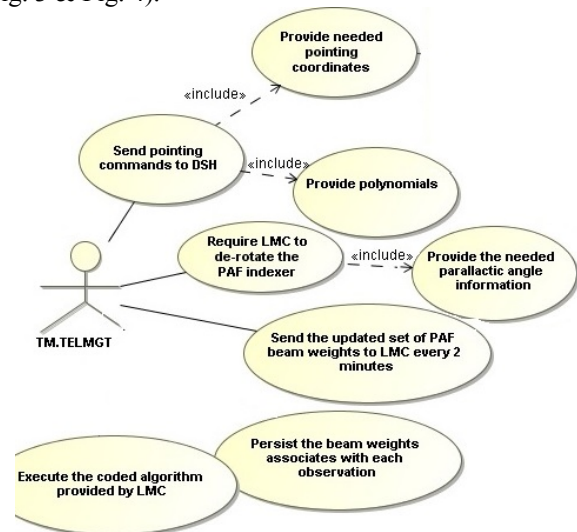 ig. 3 & Fig. 4).
Provide needed
pointing
coordinates
«include»
Send pointing
commands to DSH
«include»
Provide polynomials
Require LMC to
de-rotate the
PAF indexer
«include»
Provide the needed
parallactic angle
information
TM.TELMGT
Send the updated set of PAF
beam weights to LMC every 2
minutes
Persist the beam weights
associates with each
observation
Execute the coded algorithm
provided by LMC